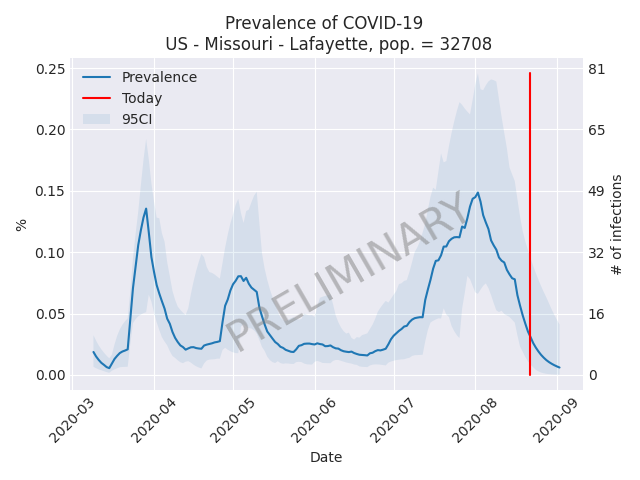 Prevalence of COVID-19
US - Missouri - Lafayette, pop. = 32708
Prevalence
Today
95CI
PRELIMINARY
%
0.25
0.20
0.15
0.10
0.05
0.00
81
65
49
32
16
0
# of infections
2020-03
2020-04
2020-05
2020-06
2020-07
2020-08
2020-09
Date